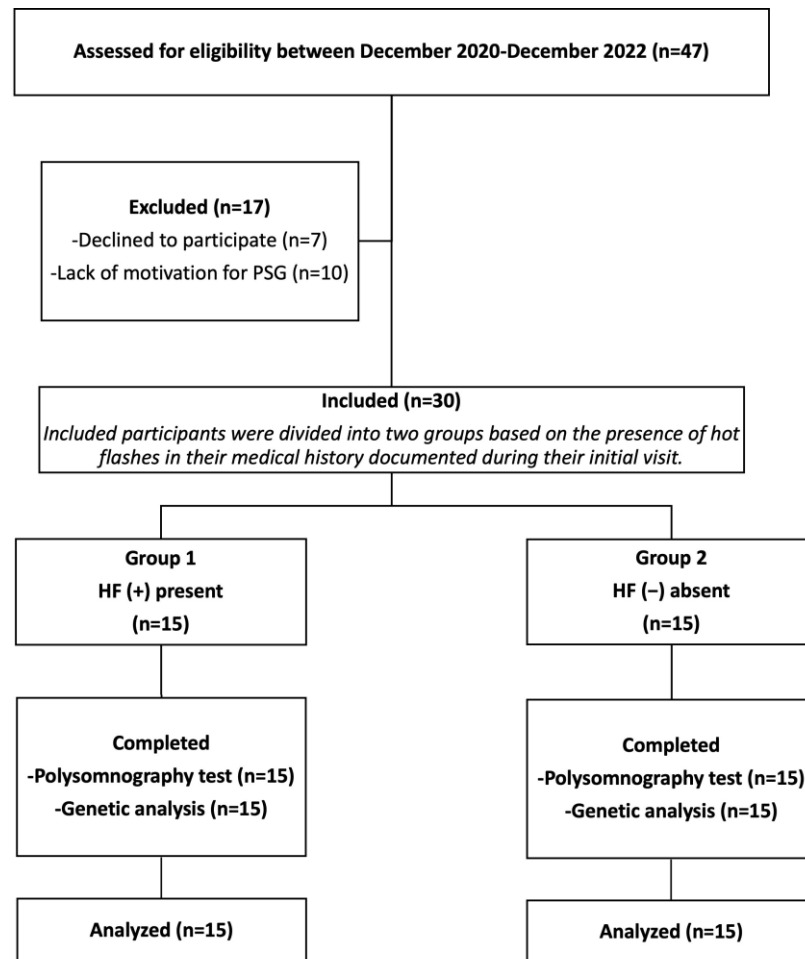 Assessed for eligibility between December 2020-December 2022 (n=47)
Excluded (n=17)
-Declined to participate (n=7)
-Lack of motivation for PSG (n=10)
Included (n=30)
Included participants were divided into two groups based on the presence of hot
flashes in their medical history documented during their initial visit.
Group 1
HF (+) present
(n=15)
Group 2
HF (−) absent
(n=15)
Completed
-Polysomnography test (n=15)
-Genetic analysis (n=15)
Completed
-Polysomnography test (n=15)
-Genetic analysis (n=15)
Analyzed (n=15)
Analyzed (n=15)